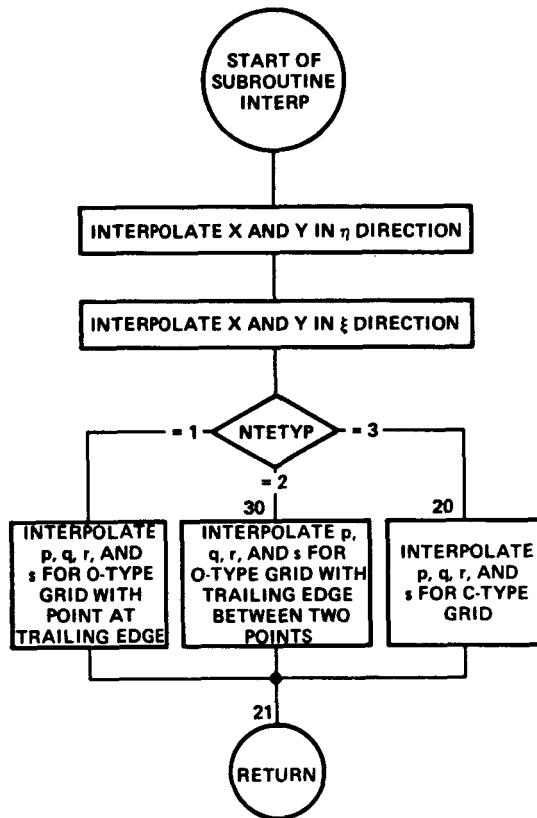 START OF
SUBROUTINE
INTERP
INTERPOLATE X AND Y IN η DIRECTION
INTERPOLATE X AND Y IN ξ DIRECTION
= 1
NTETYP
= 3
= 2
30
20
INTERPOLATE
p, q, r, AND
s FOR O-TYPE
GRID WITH
POINT AT
TRAILING EDGE
INTERPOLATE p,
q, r, AND s FOR
O-TYPE GRID WITH
TRAILING EDGE
BETWEEN TWO
POINTS
INTERPOLATE
p, q, r, AND
s FOR C-TYPE
GRID
21
RETURN